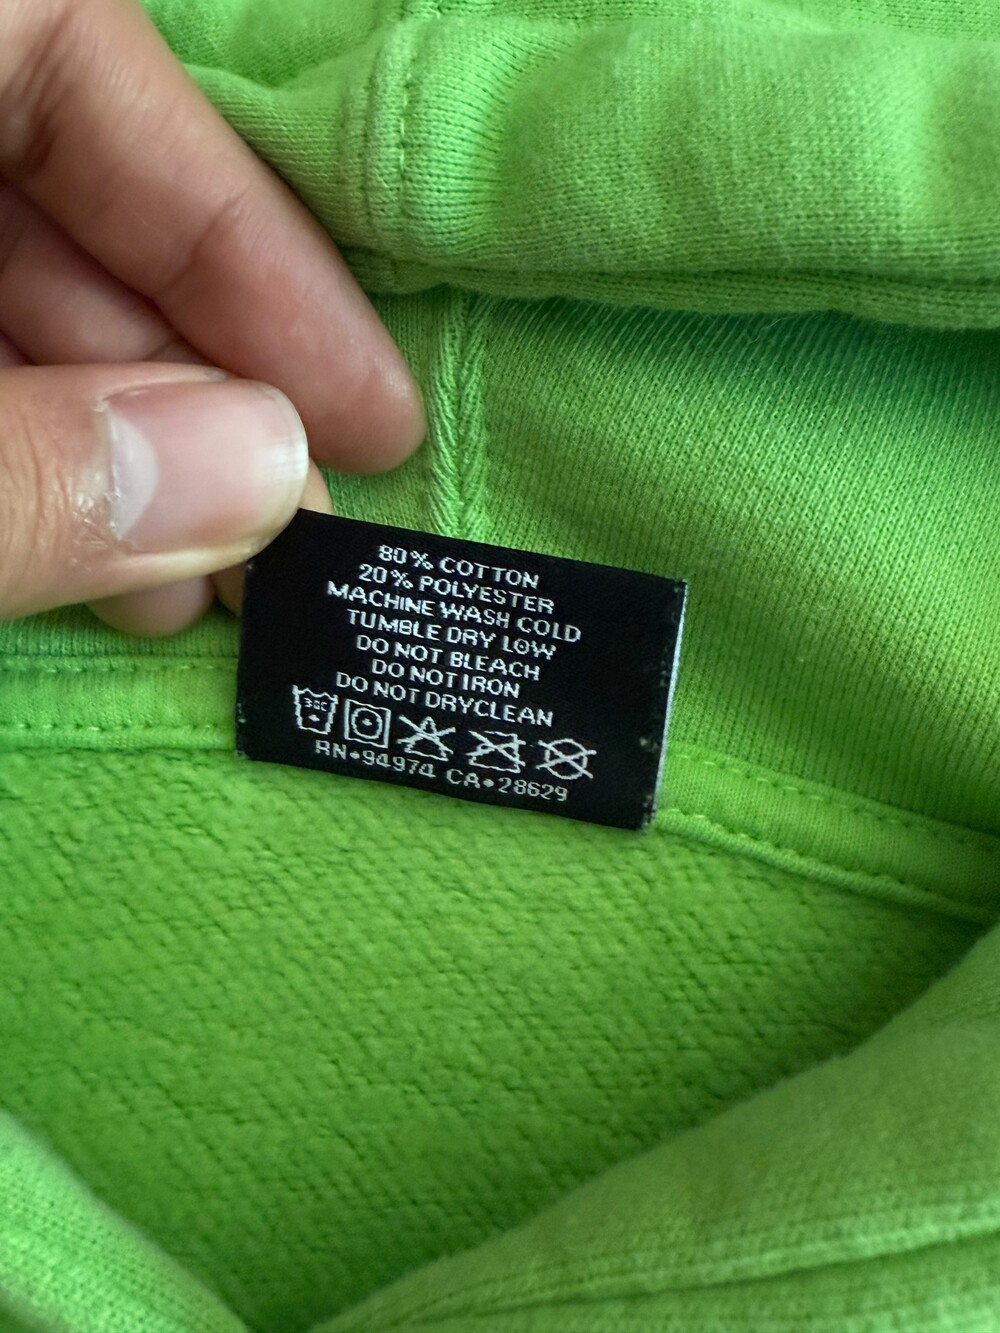 80% COTTON
20% POLYESTER
MACHINE WASH COLD
TUMBLE DRY LOW
DO NOT BLEACH
DO NOT IRON
DO NOT DRYCLEAN
30C
RN•94974 CA•28629